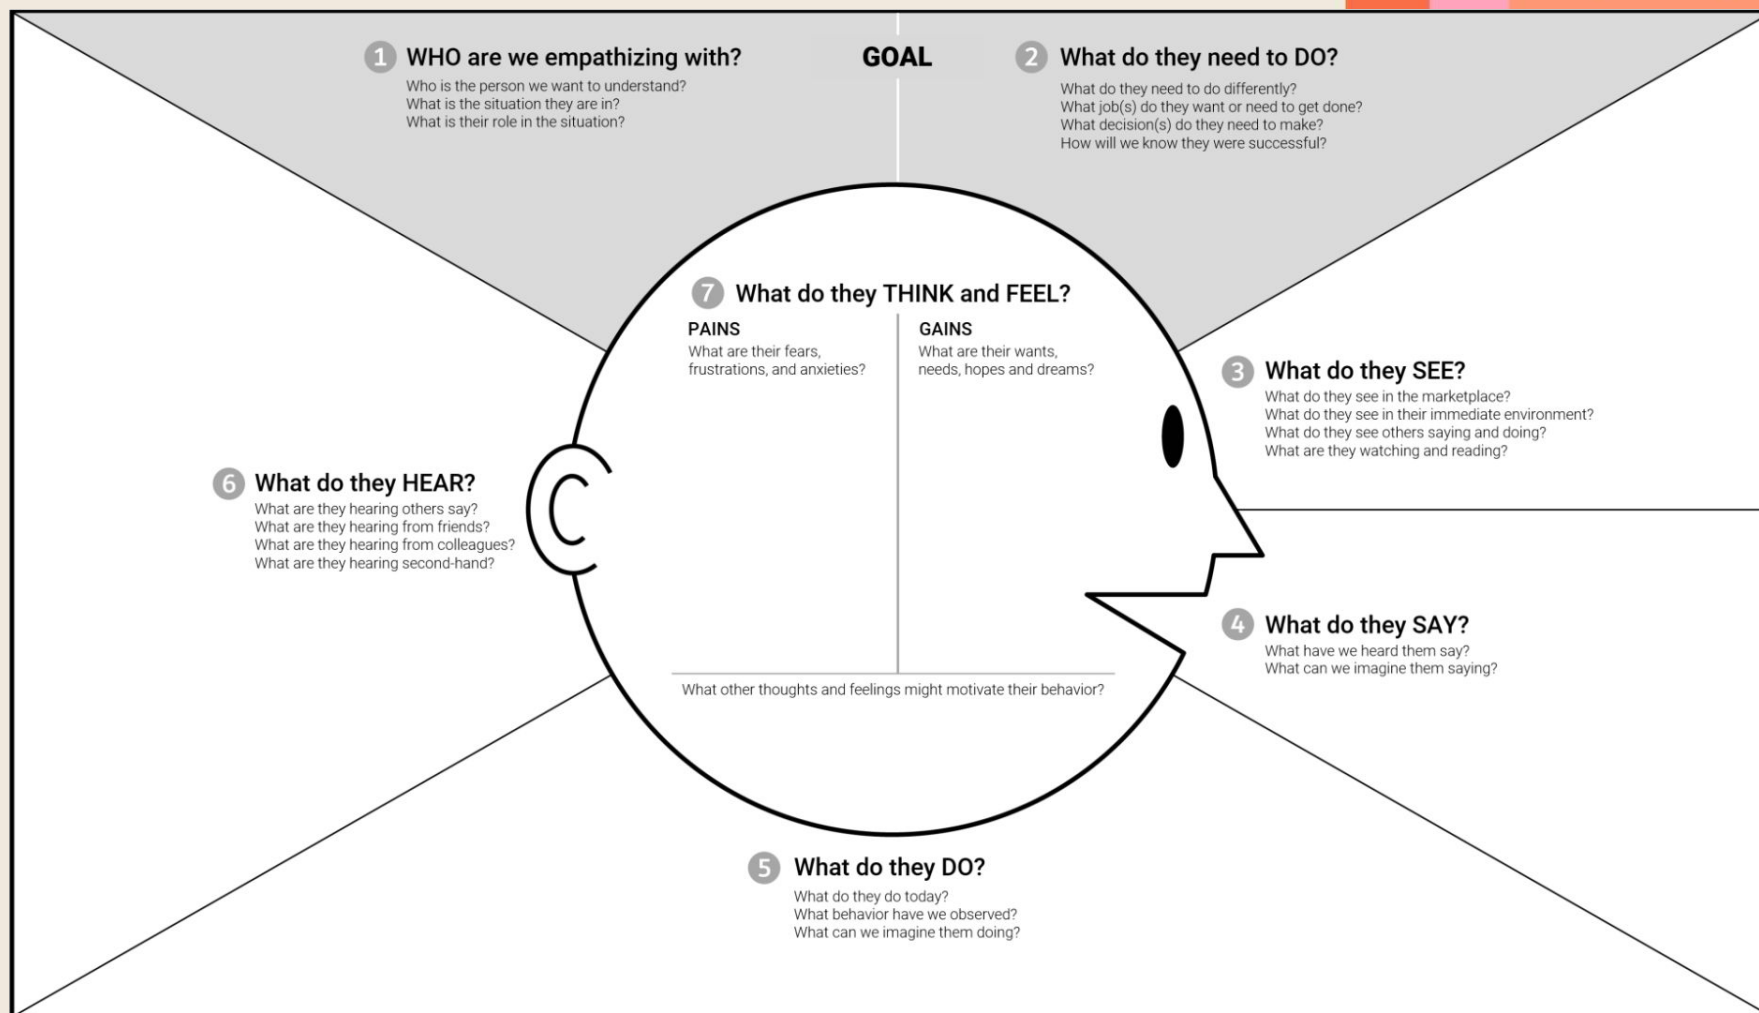 GOAL
1 WHO are we empathizing with?
Who is the person we want to understand?
What is the situation they are in?
What is their role in the situation?
2 What do they need to DO?
What do they need to do differently?
What job(s) do they want or need to get done?
What decision(s) do they need to make?
How will we know they were successful?
3 What do they SEE?
What do they see in the marketplace?
What do they see in their immediate environment?
What do they see others saying and doing?
What are they watching and reading?
4 What do they SAY?
What have we heard them say?
What can we imagine them saying?
5 What do they DO?
What do they do today?
What behavior have we observed?
What can we imagine them doing?
6 What do they HEAR?
What are they hearing others say?
What are they hearing from friends?
What are they hearing from colleagues?
What are they hearing second-hand?
7 What do they THINK and FEEL?
PAINS
What are their fears,
frustrations, and anxieties?
GAINS
What are their wants,
needs, hopes and dreams?
What other thoughts and feelings might motivate their behavior?